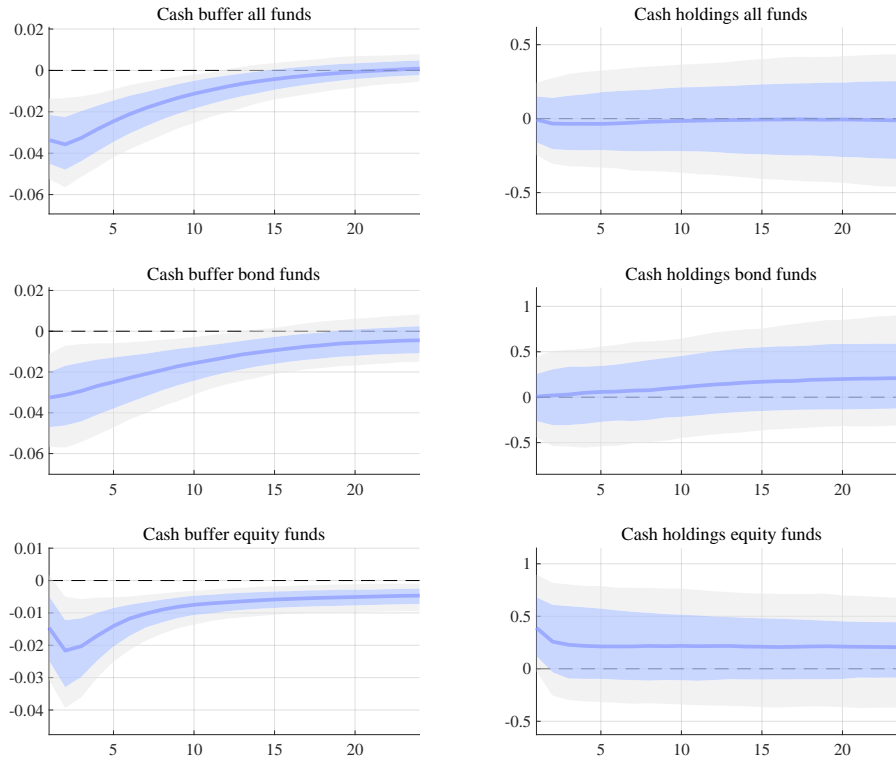 Cash buffer all funds
0.02
0
-0.02
-0.04
-0.06
5 10 15 20
Cash holdings all funds
0.5
0
-0.5
5 10 15 20
Cash buffer bond funds
0.02
0
-0.02
-0.04
-0.06
5 10 15 20
Cash holdings bond funds
1
0.5
0
-0.5
5 10 15 20
Cash buffer equity funds
0.01
0
-0.01
-0.02
-0.03
-0.04
5 10 15 20
Cash holdings equity funds
1
0.5
0
-0.5
5 10 15 20